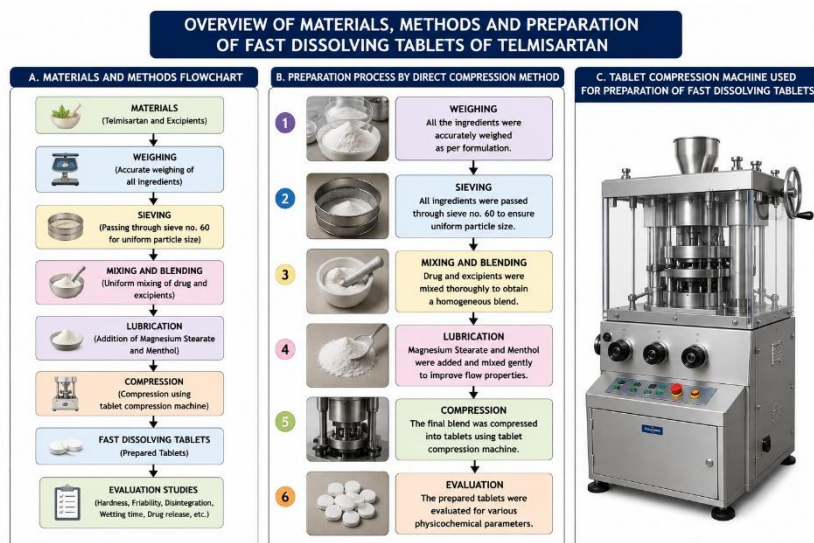 OVERVIEW OF MATERIALS, METHODS AND PREPARATION
OF FAST DISSOLVING TABLETS OF TELMISARTAN
A. MATERIALS AND METHODS FLOWCHART
MATERIALS
(Telmisartan and Excipients)
WEIGHING
(Accurate weighing of
all ingredients)
SIEVING
(Passing through sieve no. 60
for uniform particle size)
MIXING AND BLENDING
(Uniform mixing of drug and
excipients)
LUBRICATION
(Addition of Magnesium Stearate
and Menthol)
COMPRESSION
(Compression using
tablet compression machine)
FAST DISSOLVING TABLETS
(Prepared Tablets)
EVALUATION STUDIES
(Hardness, Friability, Disintegration,
Wetting time, Drug release, etc.)
B. PREPARATION PROCESS BY DIRECT COMPRESSION METHOD
1
WEIGHING
All the ingredients were
accurately weighed
as per formulation.
2
SIEVING
All ingredients were passed
through sieve no. 60 to ensure
uniform particle size.
3
MIXING AND BLENDING
Drug and excipients were
mixed thoroughly to obtain
a homogeneous blend.
4
LUBRICATION
Magnesium Stearate and Menthol
were added and mixed gently
to improve flow properties.
5
COMPRESSION
The final blend was compressed
into tablets using tablet
compression machine.
6
EVALUATION
The prepared tablets were
evaluated for various
physicochemical parameters.
C. TABLET COMPRESSION MACHINE USED
FOR PREPARATION OF FAST DISSOLVING TABLETS